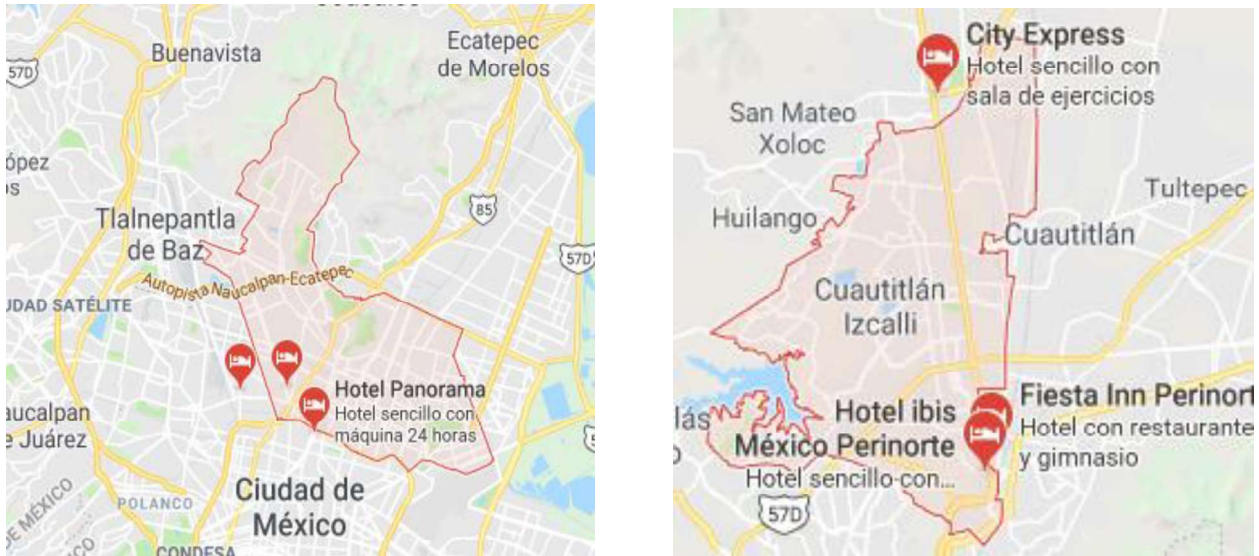 Buenavista
Ecatepec
de Morelos
57D
Tlalnepantla
de Baz
85
57D
Autopista Naucalpan-Ecatepec
UDAD SATÉLITE
Hotel Panorama
Hotel sencillo con
máquina 24 horas
aucalpan
e Juárez
POLANCO
Ciudad de
México
DE MÉXICO
CONDESA
City Express
Hotel sencillo con
sala de ejercicios
San Mateo
Xoloc
Tultepec
Huilango
Cuautitlán
Cuautitlán
Izcalli
Hotel ibis
México Perinorte
Hotel sencillo con...
Fiesta Inn Perinort
Hotel con restaurante
y gimnasio
57D